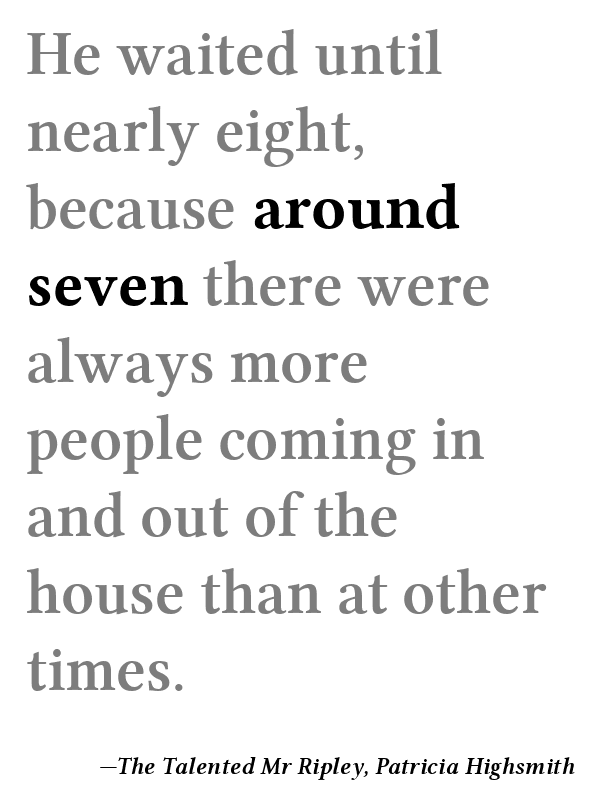 He waited until
nearly eight,
because around
seven there were
always more
people coming in
and out of the
house than at other
times.
—The Talented Mr Ripley, Patricia Highsmith